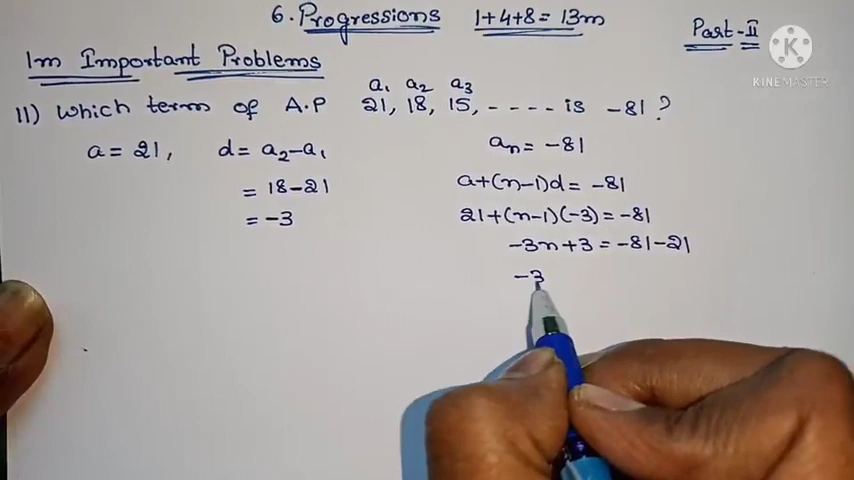 6. Progressions 1+4+8=13m Part-II
KINEMASTER
1m Important Problems
a₁ a₂ a₃
11) Which term of A.P 21, 18, 15, ---- is -81?
a = 21, d = a₂-a₁
= 18-21
= -3
aₙ = -81
a+(n-1)d = -81
21+(n-1)(-3) = -81
-3n+3 = -81-21
-3